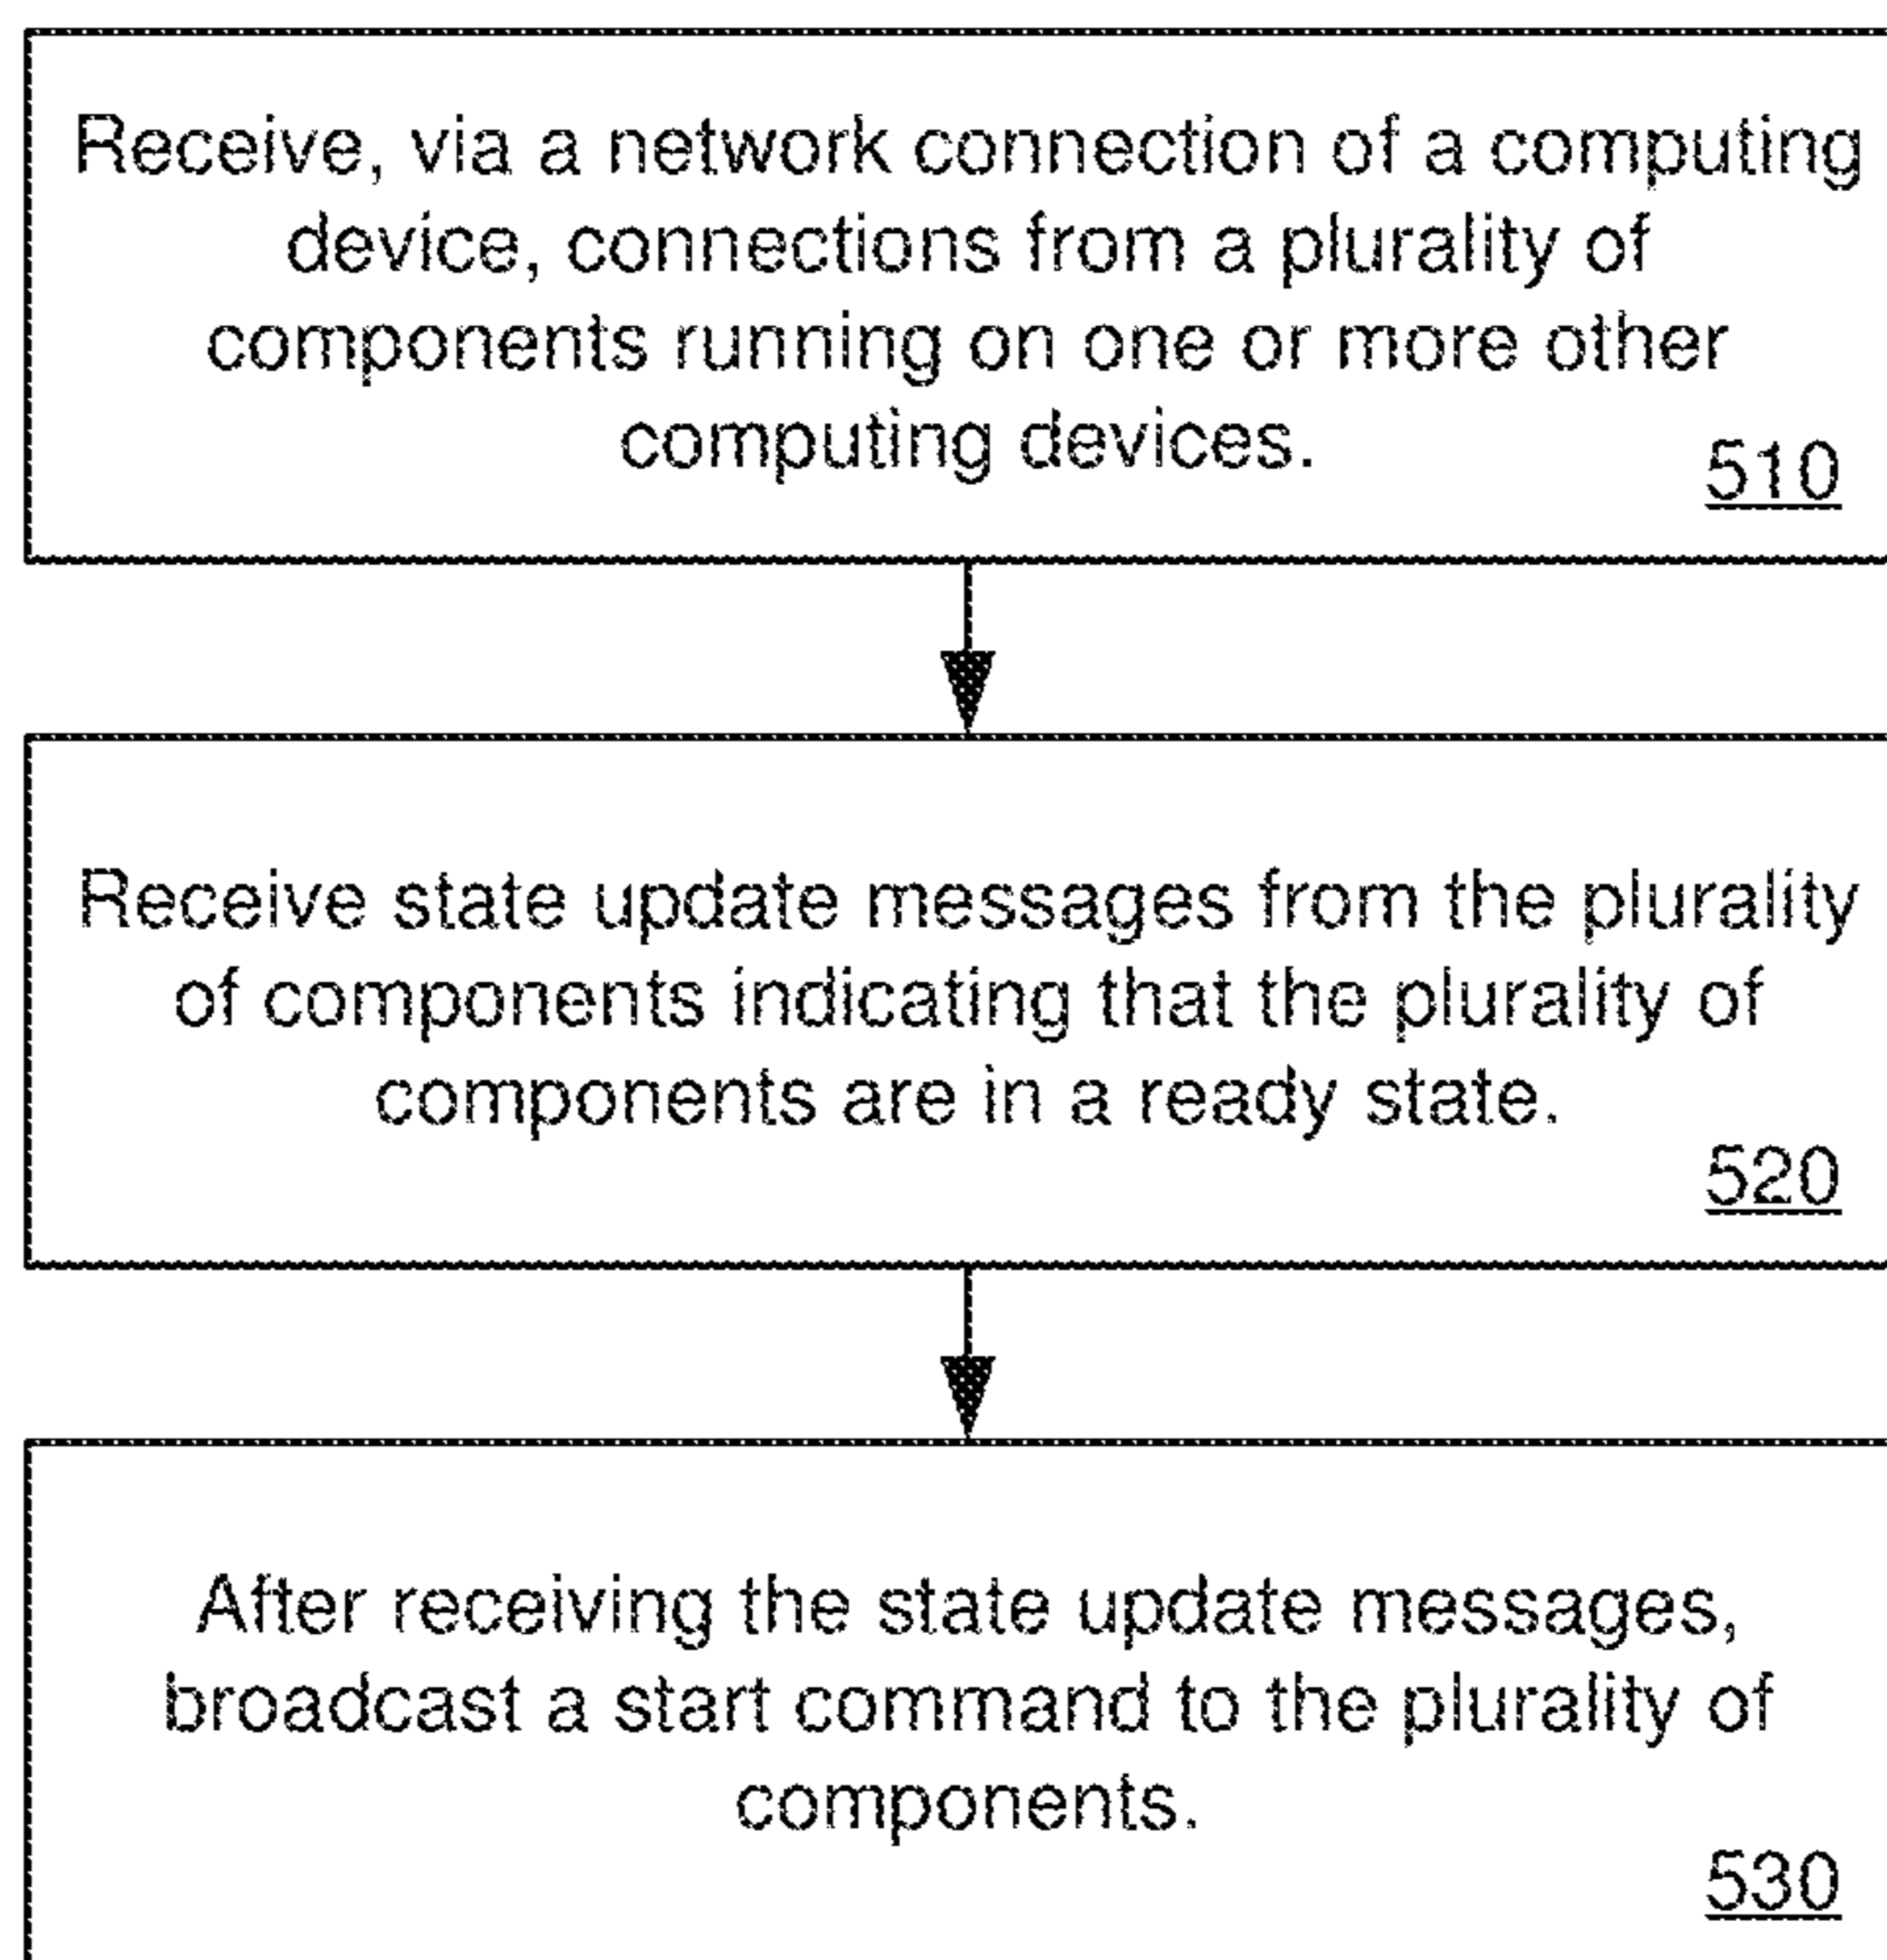 Receive, via a network connection of a computing
device, connections from a plurality of
components running on one or more other
computing devices.
510
Receive state update messages from the plurality
of components indicating that the plurality of
components are in a ready state.
520
After receiving the state update messages,
broadcast a start command to the plurality of
components.
530